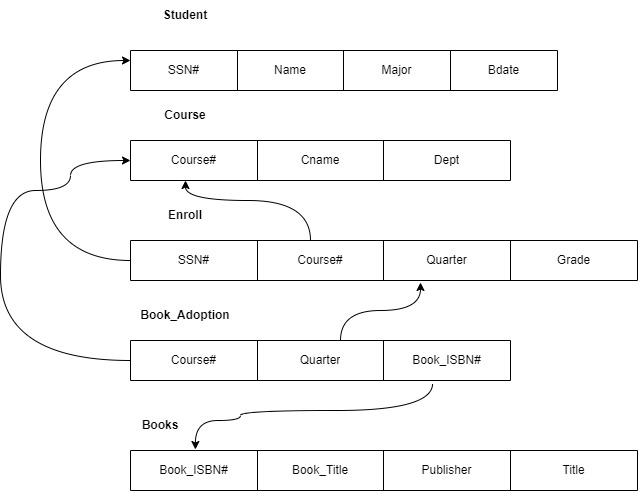 Student
SSN# Name Major Bdate
Course
Course# Cname Dept
Enroll
SSN# Course# Quarter Grade
Book_Adoption
Course# Quarter Book_ISBN#
Books
Book_ISBN# Book_Title Publisher Title